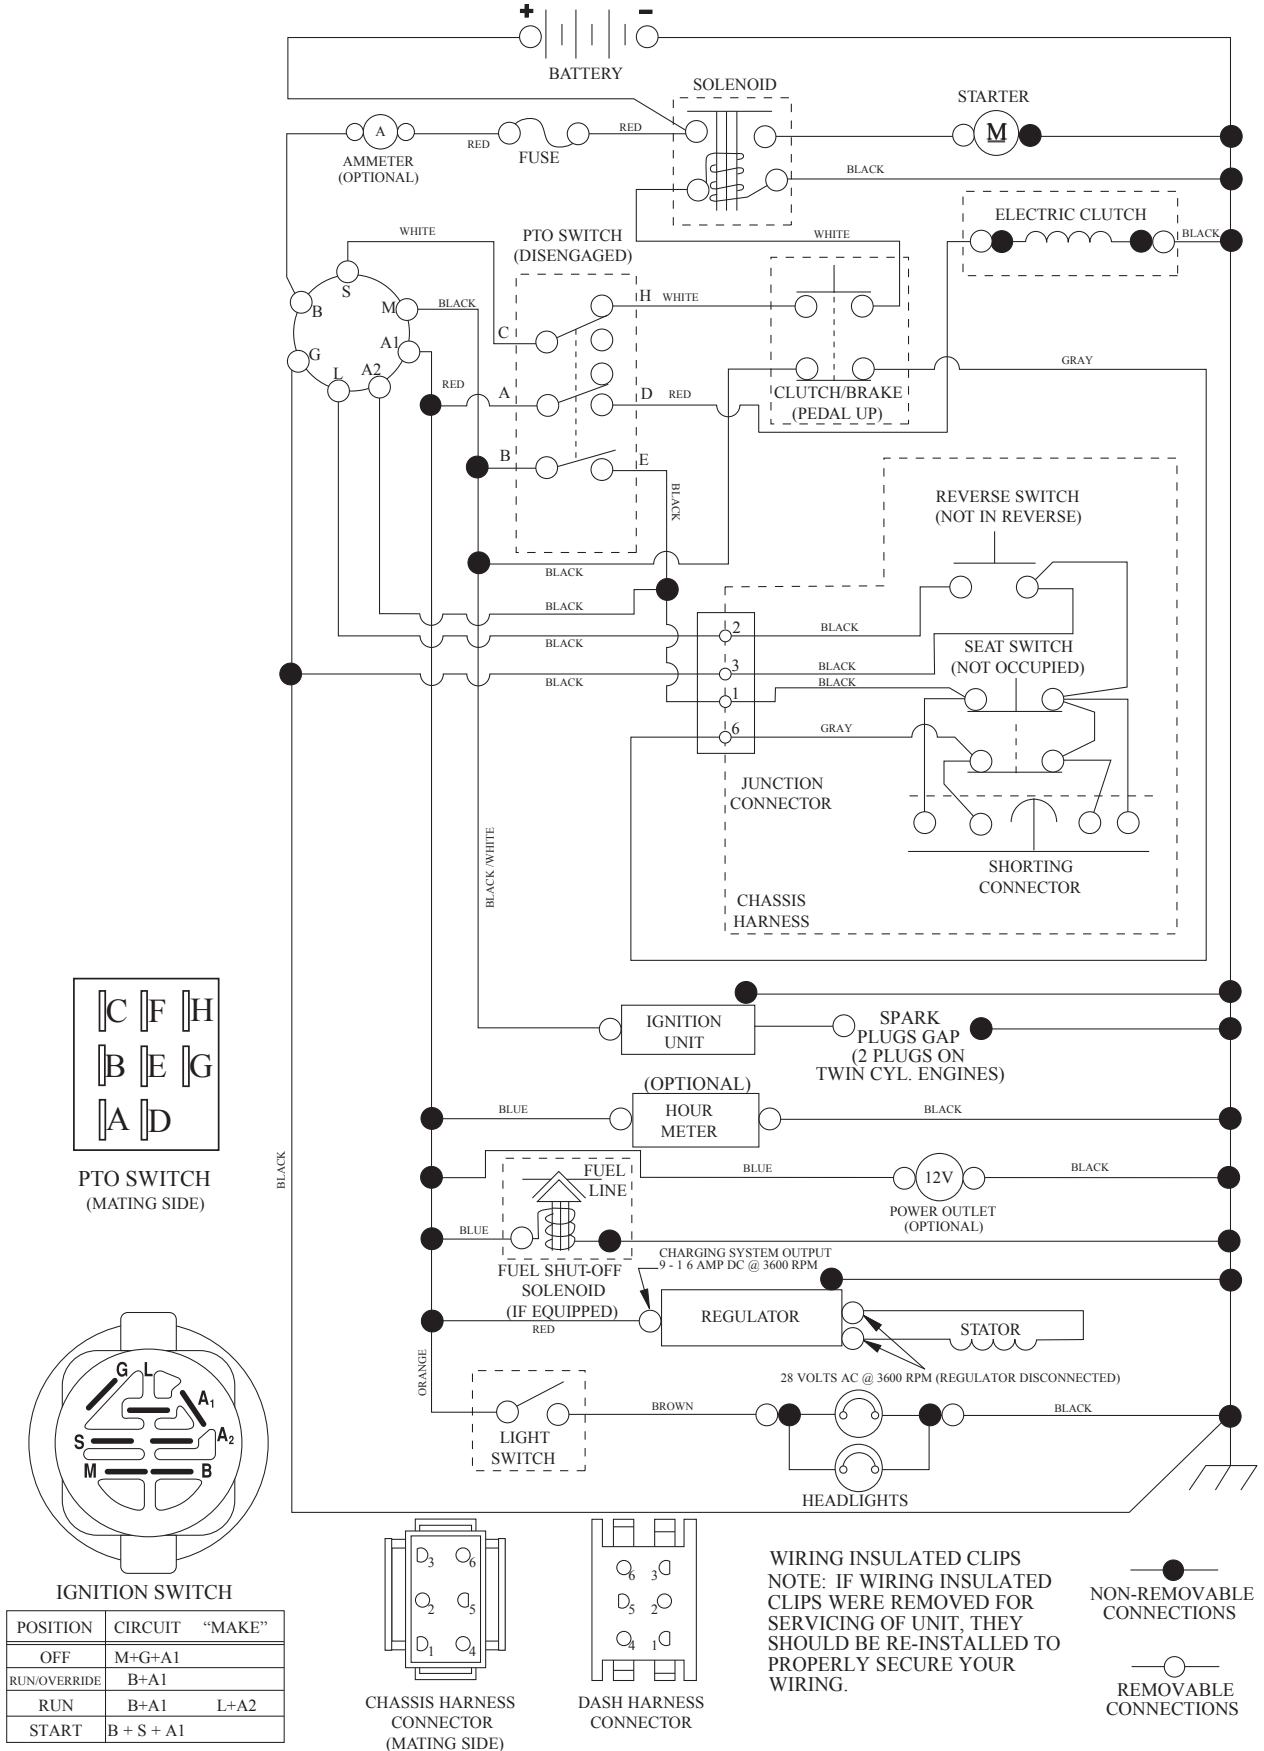 + −
BATTERY
SOLENOID
STARTER
A
M
RED
FUSE
RED
AMMETER
(OPTIONAL)
BLACK
ELECTRIC CLUTCH
WHITE
PTO SWITCH
(DISENGAGED)
WHITE
BLACK
S
B
M
BLACK
H
WHITE
C
A1
G
L
A2
RED
A
D
RED
GRAY
CLUTCH/BRAKE
(PEDAL UP)
B
E
BLACK
REVERSE SWITCH
(NOT IN REVERSE)
BLACK
BLACK
BLACK
2
BLACK
SEAT SWITCH
(NOT OCCUPIED)
3
BLACK
BLACK
BLACK
1
6
GRAY
JUNCTION
CONNECTOR
BLACK /WHITE
SHORTING
CONNECTOR
CHASSIS
HARNESS
C F H
B E G
A D
PTO SWITCH
(MATING SIDE)
IGNITION
UNIT
SPARK
PLUGS GAP
(2 PLUGS ON
TWIN CYL. ENGINES)
(OPTIONAL)
BLUE
HOUR
METER
BLACK
BLACK
FUEL
LINE
BLUE
12V
BLACK
POWER OUTLET
(OPTIONAL)
BLUE
FUEL SHUT-OFF
SOLENOID
(IF EQUIPPED)
CHARGING SYSTEM OUTPUT
9 - 1 6 AMP DC @ 3600 RPM
RED
REGULATOR
STATOR
28 VOLTS AC @ 3600 RPM (REGULATOR DISCONNECTED)
ORANGE
LIGHT
SWITCH
BROWN
BLACK
HEADLIGHTS
G L
A1
S
A2
M
B
IGNITION SWITCH
POSITION CIRCUIT “MAKE”
OFF M+G+A1
RUN/OVERRIDE B+A1
RUN B+A1 L+A2
START B + S + A1
3 6
2 5
1 4
CHASSIS HARNESS
CONNECTOR
(MATING SIDE)
6 3
5 2
4 1
DASH HARNESS
CONNECTOR
WIRING INSULATED CLIPS
NOTE: IF WIRING INSULATED
CLIPS WERE REMOVED FOR
SERVICING OF UNIT, THEY
SHOULD BE RE-INSTALLED TO
PROPERLY SECURE YOUR
WIRING.
NON-REMOVABLE
CONNECTIONS
REMOVABLE
CONNECTIONS